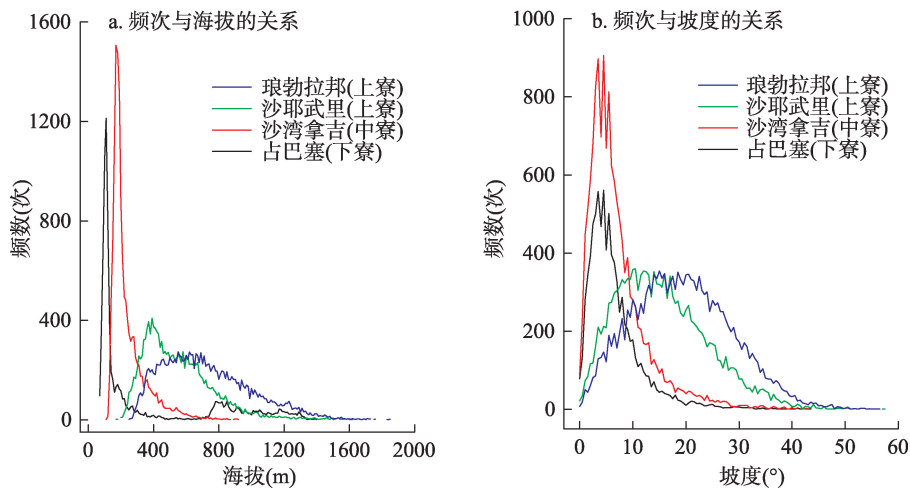 a. 频次与海拔的关系
1600
1200
800
400
0
频数(次)
琅勃拉邦(上寮)
沙耶武里(上寮)
沙湾拿吉(中寮)
占巴塞(下寮)
0 400 800 1200 1600 2000
海拔(m)
b. 频次与坡度的关系
1000
800
600
400
200
0
频数(次)
琅勃拉邦(上寮)
沙耶武里(上寮)
沙湾拿吉(中寮)
占巴塞(下寮)
0 10 20 30 40 50 60
坡度(°)